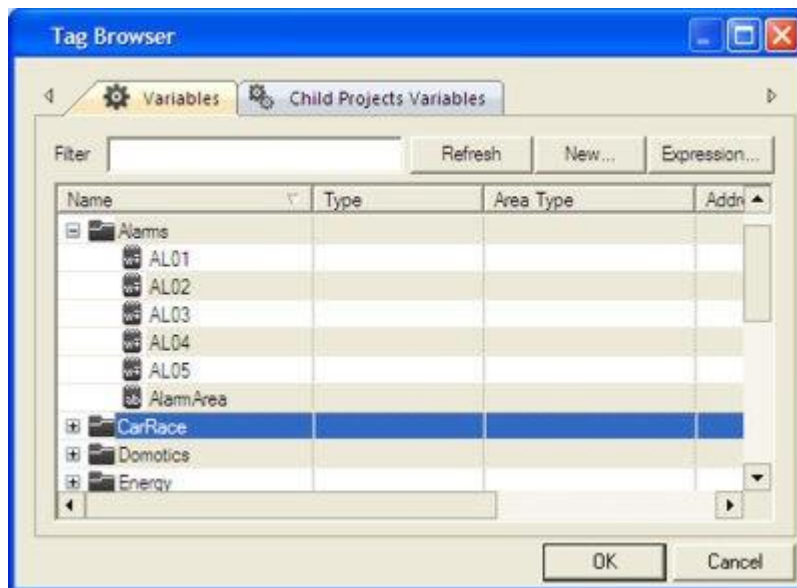 Tag Browser
Variables Child Projects Variables
Filter Refresh New... Expression...
Name Type Area Type Addr
Alarms
AL01
AL02
AL03
AL04
AL05
AlarmArea
CarRace
Domotics
Energy
OK Cancel